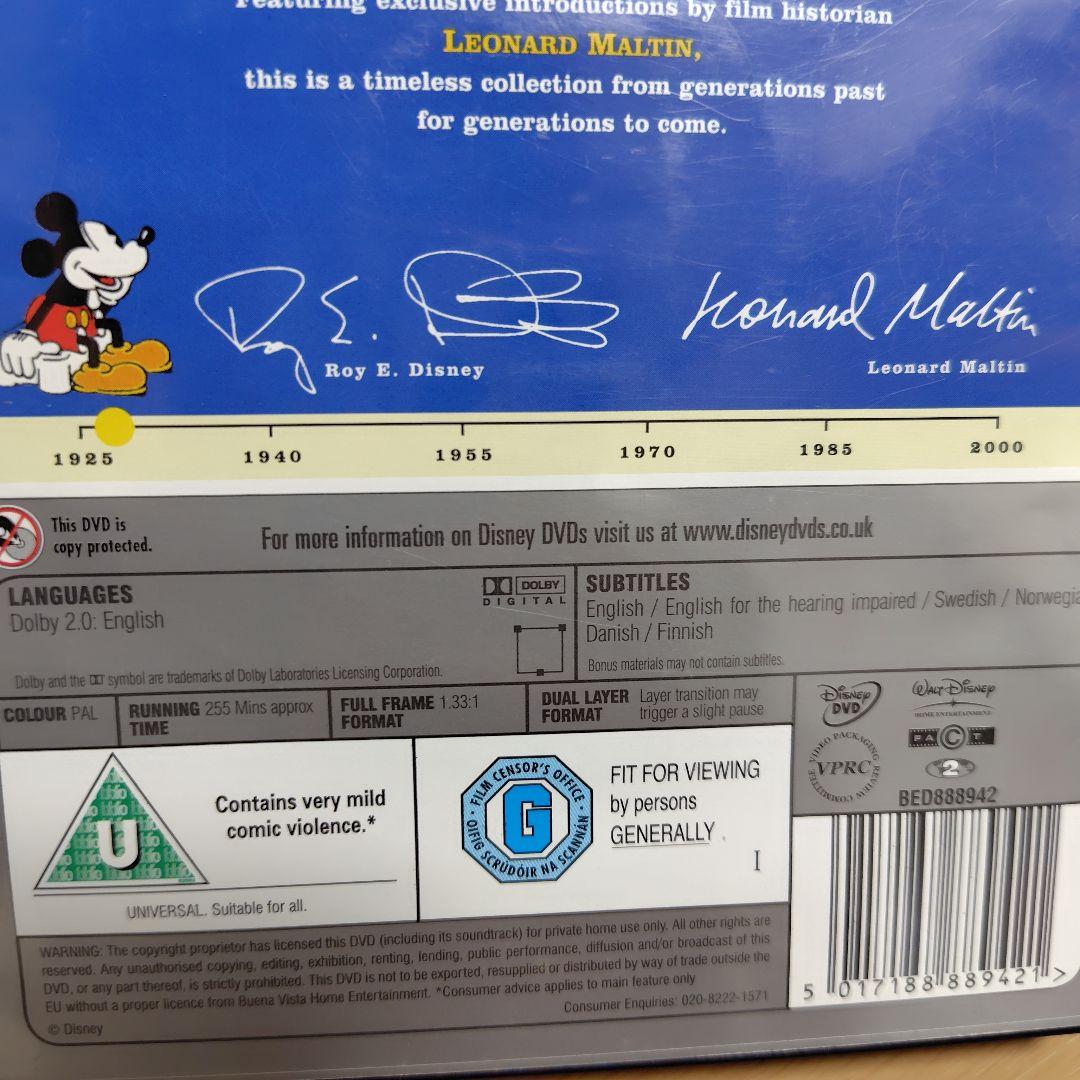 Featuring exclusive introductions by film historian
LEONARD MALTIN,
this is a timeless collection from generations past
for generations to come.
Roy E. Disney
Leonard Maltin
Roy E. Disney
Leonard Maltin
1925 1940 1955 1970 1985 2000
This DVD is
copy protected.
For more information on Disney DVDs visit us at www.disneydvds.co.uk
LANGUAGES
Dolby 2.0: English
DOLBY
DIGITAL
Dolby and the DD symbol are trademarks of Dolby Laboratories Licensing Corporation.
SUBTITLES
English / English for the hearing impaired / Swedish / Norwegia
Danish / Finnish
Bonus materials may not contain subtitles.
COLOUR PAL
RUNNING 255 Mins approx
TIME
FULL FRAME 1.33:1
FORMAT
DUAL LAYER Layer transition may
FORMAT trigger a slight pause
DISNEY
DVD
WALT DISNEY
HOME ENTERTAINMENT
FACT
VIDEO PACKAGING REVIEW COMMITTEE
VPRC
2
BED888942
U
Contains very mild
comic violence.*
UNIVERSAL. Suitable for all.
FILM CENSOR'S OFFICE
G
OIFIG SCRÚDÓIR NA SCANNÁN
FIT FOR VIEWING
by persons
GENERALLY
I
WARNING: The copyright proprietor has licensed this DVD (including its soundtrack) for private home use only. All other rights are
reserved. Any unauthorised copying, editing, exhibition, renting, lending, public performance, diffusion and/or broadcast of this
DVD, or any part thereof, is strictly prohibited. This DVD is not to be exported, resupplied or distributed by way of trade outside the
EU without a proper licence from Buena Vista Home Entertainment. *Consumer advice applies to main feature only
Consumer Enquiries: 020-8222-1571
© Disney
5 017188 889421 >